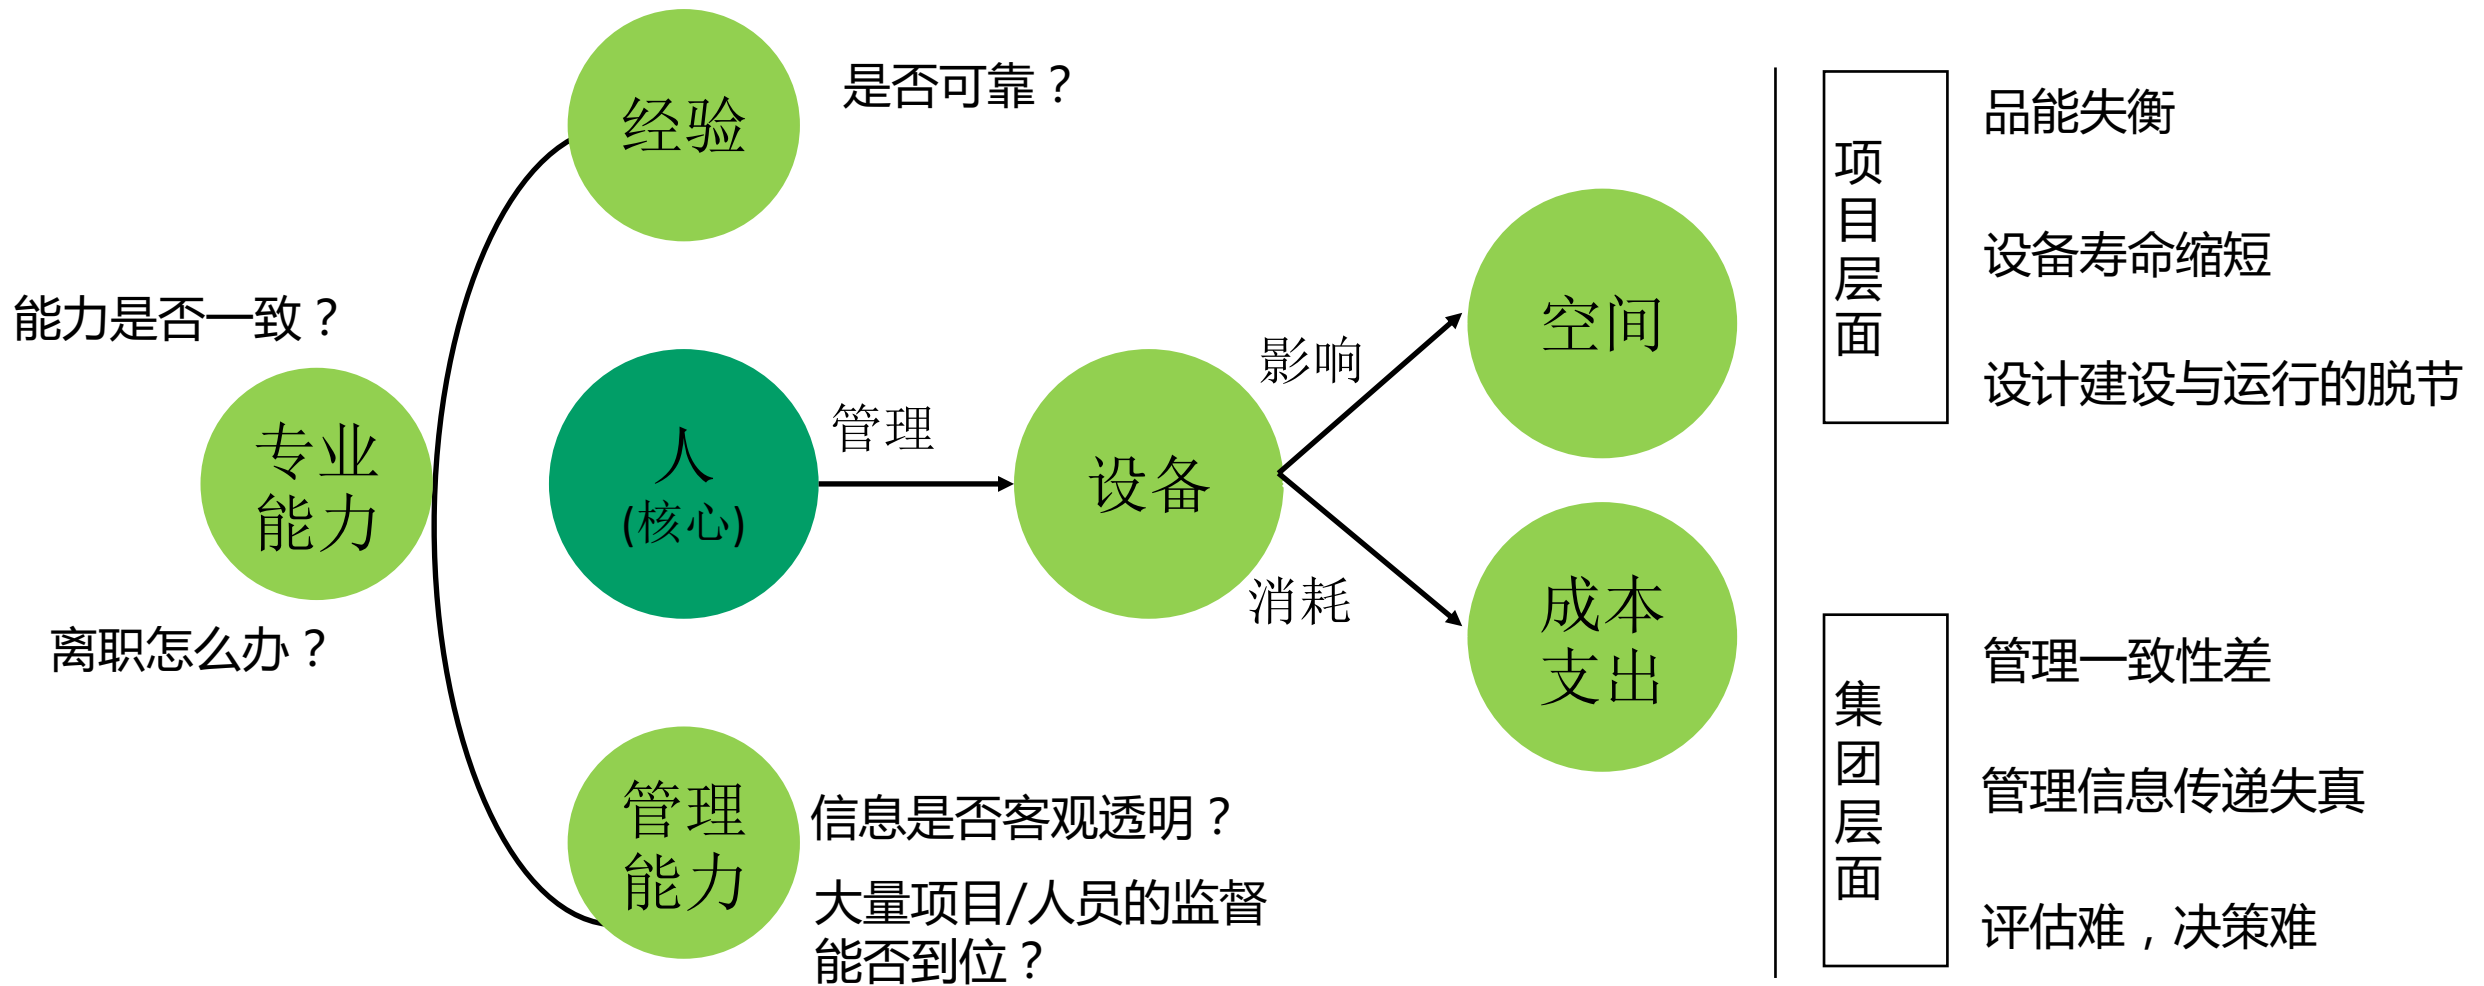 经验
是否可靠？
能力是否一致？
专业
能力
离职怎么办？
人
(核心)
管理
设备
影响
消耗
空间
成本
支出
管理
能力
信息是否客观透明？
大量项目/人员的监督
能否到位？
项目层面
品能失衡
设备寿命缩短
设计建设与运行的脱节
集团层面
管理一致性差
管理信息传递失真
评估难，决策难